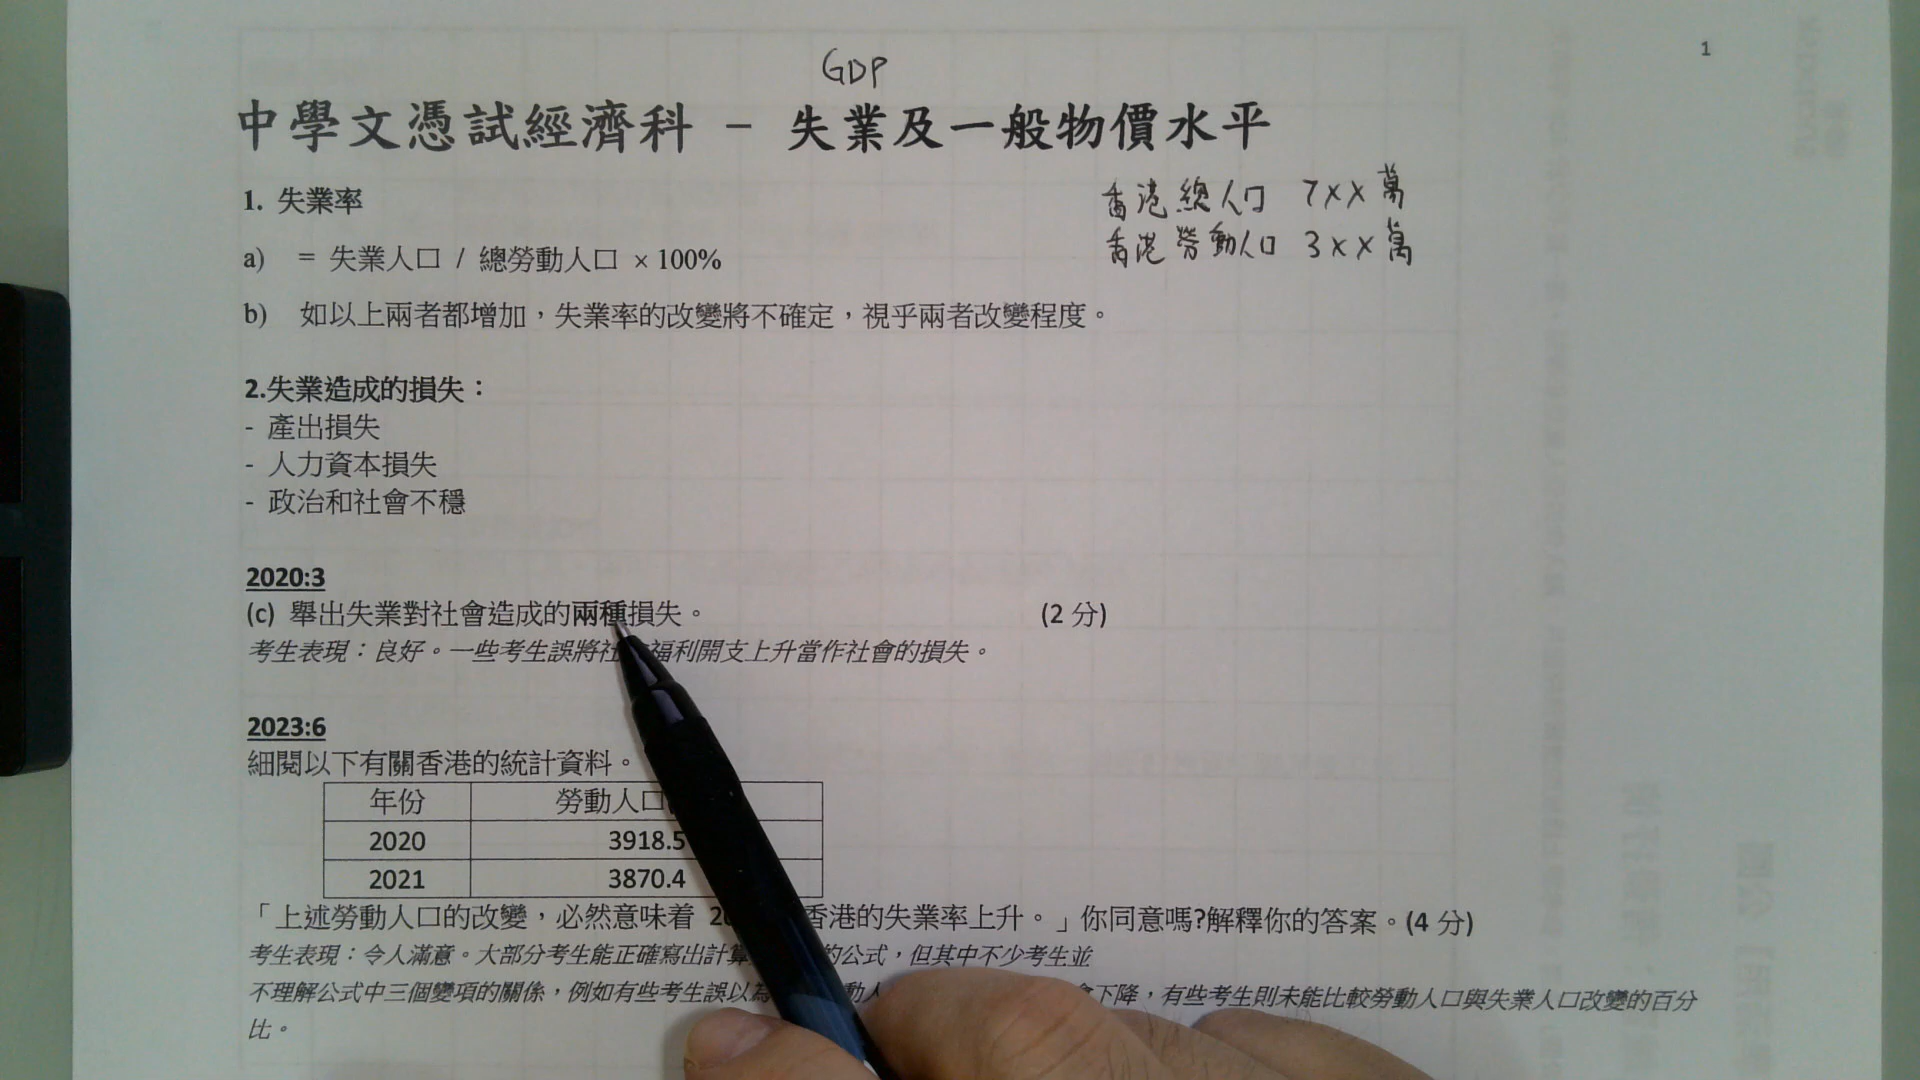 1
GDP
中學文憑試經濟科 – 失業及一般物價水平
1. 失業率
香港總人口 7xx萬
a) = 失業人口 / 總勞動人口 × 100%
香港勞動人口 3xx萬
b) 如以上兩者都增加，失業率的改變將不確定，視乎兩者改變程度。
2.失業造成的損失：
- 產出損失
- 人力資本損失
- 政治和社會不穩
2020:3
(c) 舉出失業對社會造成的兩種損失。 (2 分)
考生表現：良好。一些考生誤將社 福利開支上升當作社會的損失。
2023:6
細閱以下有關香港的統計資料。
年份 勞動人口
2020 3918.5
2021 3870.4
「上述勞動人口的改變，必然意味着 香港的失業率上升。」你同意嗎?解釋你的答案。(4 分)
考生表現：令人滿意。大部分考生能正確寫出計算 的公式，但其中不少考生並
不理解公式中三個變項的關係，例如有些考生誤以為 下降，有些考生則未能比較勞動人口與失業人口改變的百分
比。